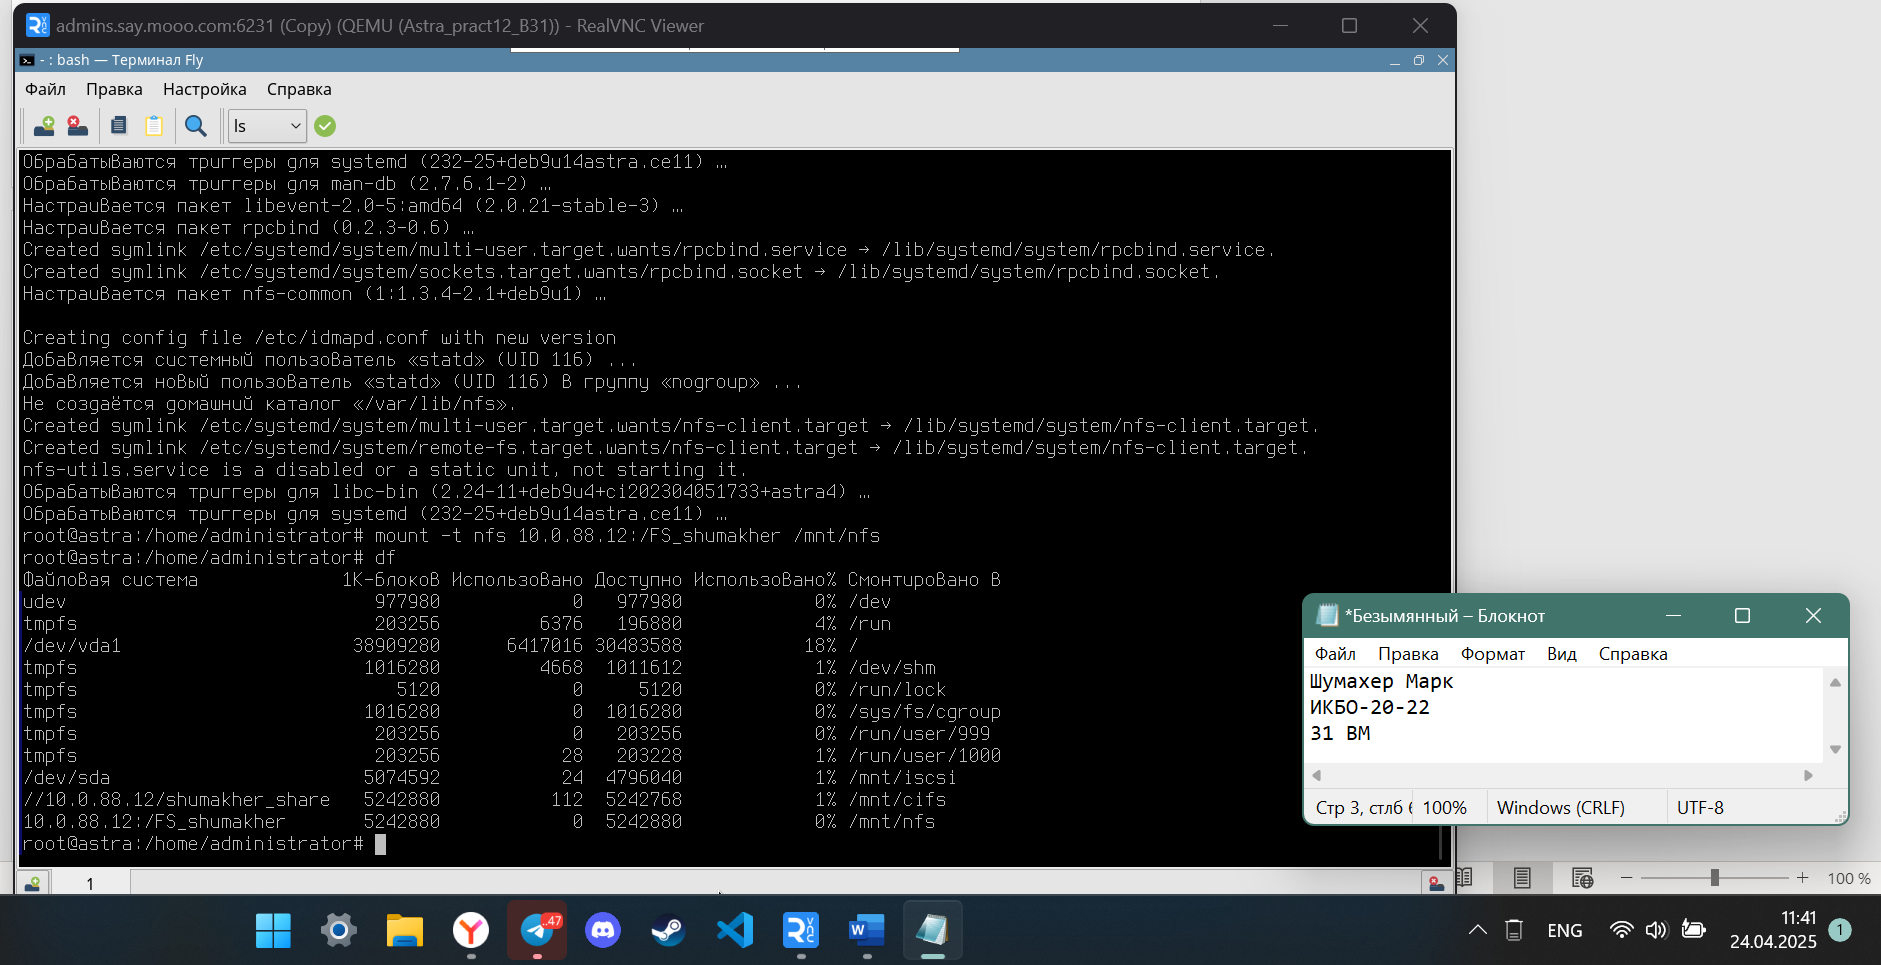 admins.say.mooo.com:6231 (Copy) (QEMU (Astra_pract12_B31)) - RealVNC Viewer
- : bash — Терминал Fly
Файл Правка Настройка Справка
ls
Обрабатываются триггеры для systemd (232-25+deb9u14astra.ce11) …
Обрабатываются триггеры для man-db (2.7.6.1-2) …
Настраивается пакет libevent-2.0-5:amd64 (2.0.21-stable-3) …
Настраивается пакет rpcbind (0.2.3-0.6) …
Created symlink /etc/systemd/system/multi-user.target.wants/rpcbind.service → /lib/systemd/system/rpcbind.service.
Created symlink /etc/systemd/system/sockets.target.wants/rpcbind.socket → /lib/systemd/system/rpcbind.socket.
Настраивается пакет nfs-common (1:1.3.4-2.1+deb9u1) …
Creating config file /etc/idmapd.conf with new version
Добавляется системный пользователь «statd» (UID 116) ...
Добавляется новый пользователь «statd» (UID 116) в группу «nogroup» ...
Не создаётся домашний каталог «/var/lib/nfs».
Created symlink /etc/systemd/system/multi-user.target.wants/nfs-client.target → /lib/systemd/system/nfs-client.target.
Created symlink /etc/systemd/system/remote-fs.target.wants/nfs-client.target → /lib/systemd/system/nfs-client.target.
nfs-utils.service is a disabled or a static unit, not starting it.
Обрабатываются триггеры для libc-bin (2.24-11+deb9u4+ci202304051733+astra4) …
Обрабатываются триггеры для systemd (232-25+deb9u14astra.ce11) …
root@astra:/home/administrator# mount -t nfs 10.0.88.12:/FS_shumakher /mnt/nfs
root@astra:/home/administrator# df
Файловая система 1K-блоков Использовано Доступно Использовано% Cмонтировано в
udev 977980 0 977980 0% /dev
tmpfs 203256 6376 196880 4% /run
/dev/vda1 38909280 6417016 30483588 18% /
tmpfs 1016280 4668 1011612 1% /dev/shm
tmpfs 5120 0 5120 0% /run/lock
tmpfs 1016280 0 1016280 0% /sys/fs/cgroup
tmpfs 203256 0 203256 0% /run/user/999
tmpfs 203256 28 203228 1% /run/user/1000
/dev/sda 5074592 24 4796040 1% /mnt/iscsi
//10.0.88.12/shumakher_share 5242880 112 5242768 1% /mnt/cifs
10.0.88.12:/FS_shumakher 5242880 0 5242880 0% /mnt/nfs
root@astra:/home/administrator#
1
*Безымянный – Блокнот
Файл Правка Формат Вид Справка
Шумахер Марк
ИКБО-20-22
31 ВМ
Стр 3, стлб 100% Windows (CRLF) UTF-8
100 %
.47
ENG
11:41
24.04.2025
1